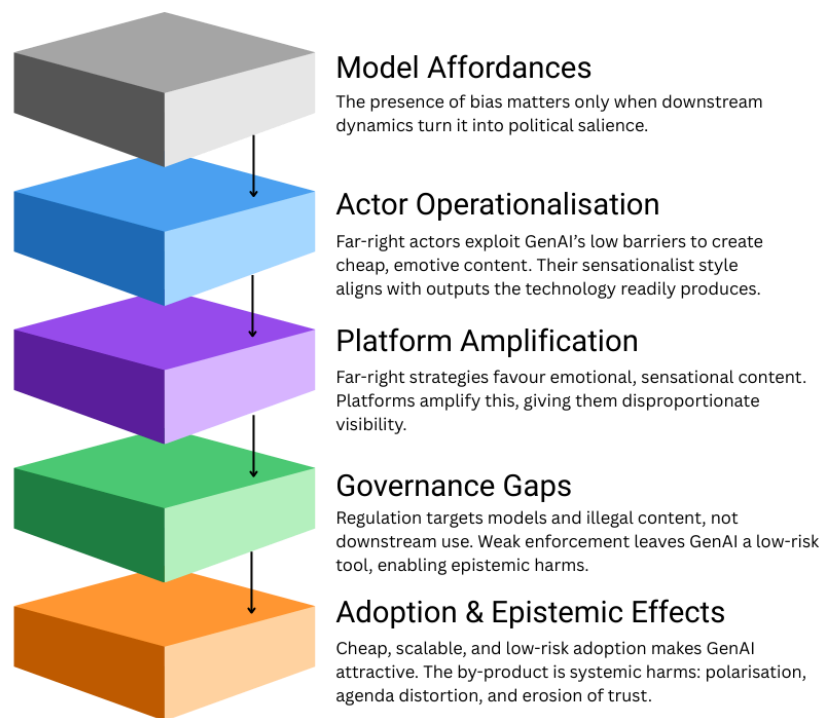 Model Affordances
The presence of bias matters only when downstream
dynamics turn it into political salience.
Actor Operationalisation
Far-right actors exploit GenAI’s low barriers to create
cheap, emotive content. Their sensationalist style
aligns with outputs the technology readily produces.
Platform Amplification
Far-right strategies favour emotional, sensational content.
Platforms amplify this, giving them disproportionate
visibility.
Governance Gaps
Regulation targets models and illegal content, not
downstream use. Weak enforcement leaves GenAI a low-risk
tool, enabling epistemic harms.
Adoption & Epistemic Effects
Cheap, scalable, and low-risk adoption makes GenAI
attractive. The by-product is systemic harms: polarisation,
agenda distortion, and erosion of trust.